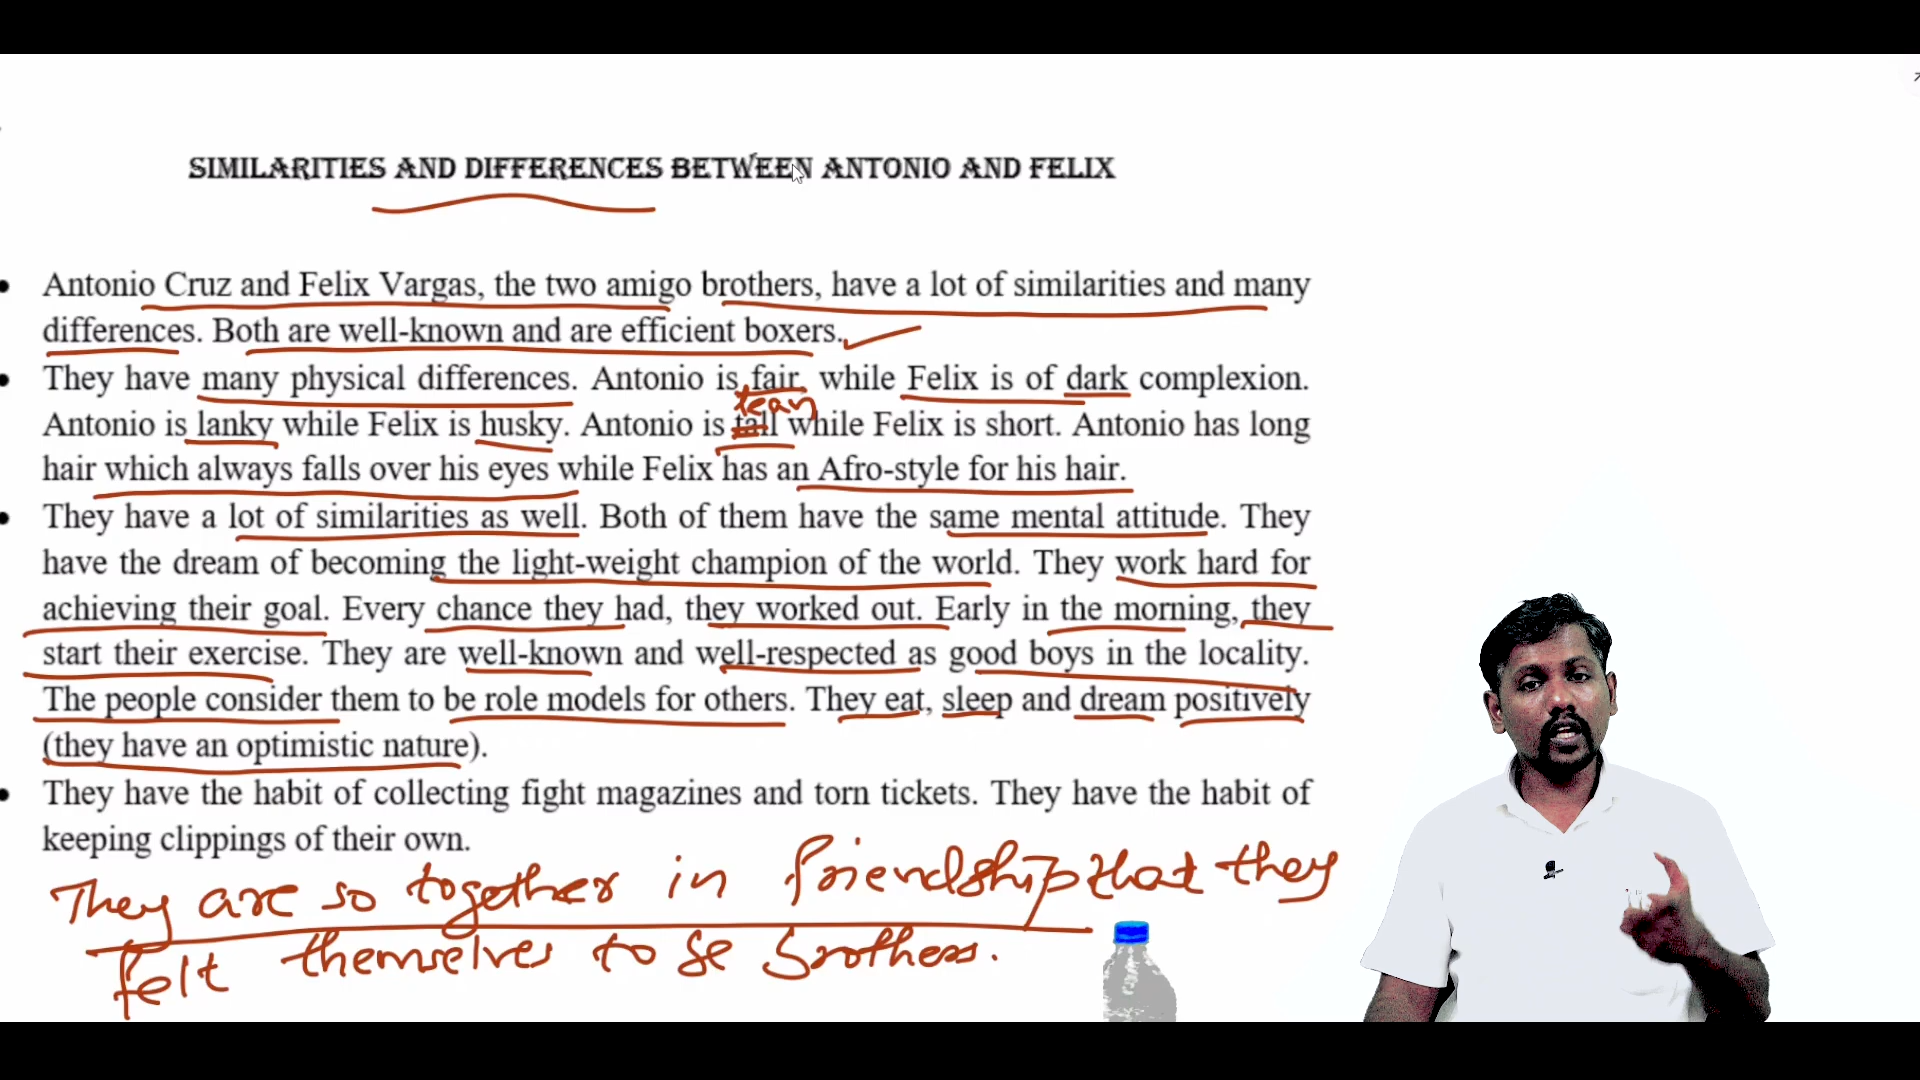 SIMILARITIES AND DIFFERENCES BETWEEN ANTONIO AND FELIX
• Antonio Cruz and Felix Vargas, the two amigo brothers, have a lot of similarities and many
differences. Both are well-known and are efficient boxers.
• They have many physical differences. Antonio is fair while Felix is of dark complexion.
lean
Antonio is lanky while Felix is husky. Antonio is tall while Felix is short. Antonio has long
hair which always falls over his eyes while Felix has an Afro-style for his hair.
• They have a lot of similarities as well. Both of them have the same mental attitude. They
have the dream of becoming the light-weight champion of the world. They work hard for
achieving their goal. Every chance they had, they worked out. Early in the morning, they
start their exercise. They are well-known and well-respected as good boys in the locality.
The people consider them to be role models for others. They eat, sleep and dream positively
(they have an optimistic nature).
• They have the habit of collecting fight magazines and torn tickets. They have the habit of
keeping clippings of their own.
They are so together in friendship that they
felt themselves to be brothers.